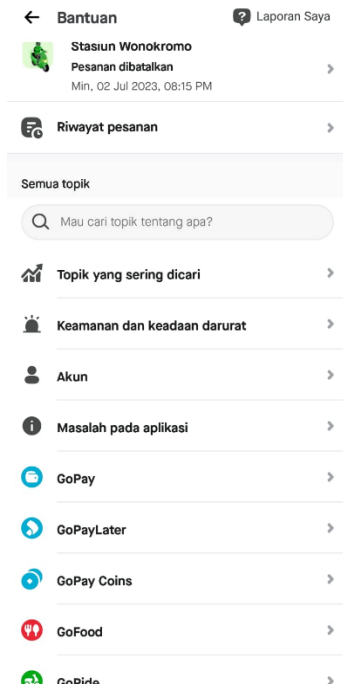 Bantuan
Laporan Saya
Stasiun Wonokromo
Pesanan dibatalkan
Min, 02 Jul 2023, 08:15 PM
Riwayat pesanan
Semua topik
Mau cari topik tentang apa?
Topik yang sering dicari
Keamanan dan keadaan darurat
Akun
Masalah pada aplikasi
GoPay
GoPayLater
GoPay Coins
GoFood
GoRide